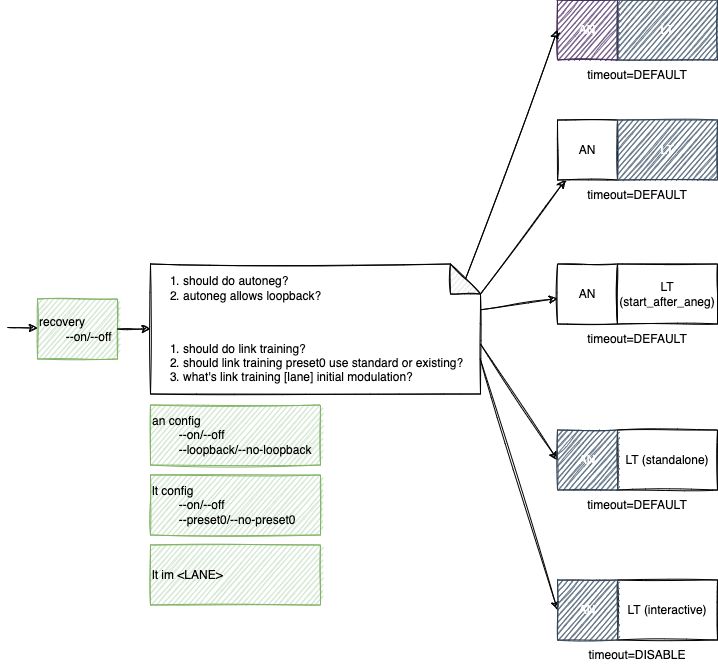 AN
LT
timeout=DEFAULT
AN
LT
timeout=DEFAULT
1. should do autoneg?
2. autoneg allows loopback?
AN
LT
(start_after_aneg)
timeout=DEFAULT
recovery
--on/--off
1. should do link training?
2. should link training preset0 use standard or existing?
3. what's link training [lane] initial modulation?
an config
--on/--off
--loopback/--no-loopback
AN
LT (standalone)
timeout=DEFAULT
lt config
--on/--off
--preset0/--no-preset0
lt im <LANE>
AN
LT (interactive)
timeout=DISABLE